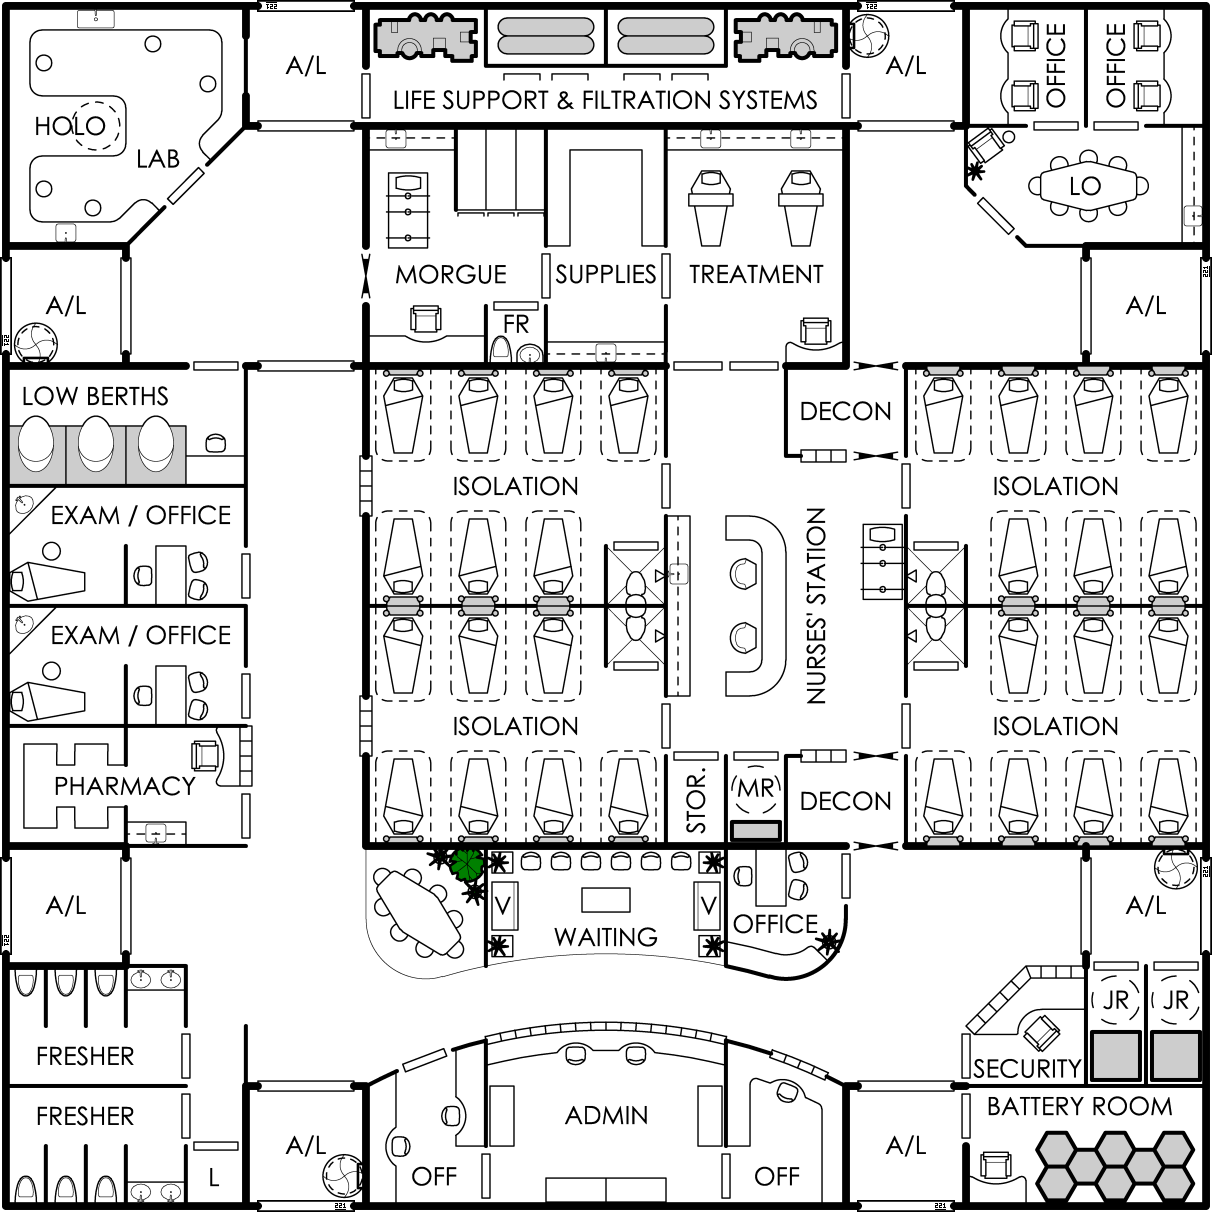 A/L
A/L
OFFICE
OFFICE
LIFE SUPPORT & FILTRATION SYSTEMS
HOLO
LAB
LO
MORGUE
SUPPLIES
TREATMENT
A/L
A/L
FR
LOW BERTHS
DECON
ISOLATION
ISOLATION
EXAM / OFFICE
NURSES' STATION
EXAM / OFFICE
ISOLATION
ISOLATION
PHARMACY
STOR.
MR
DECON
A/L
V
V
A/L
OFFICE
WAITING
JR
JR
FRESHER
SECURITY
FRESHER
ADMIN
BATTERY ROOM
A/L
A/L
L
OFF
OFF